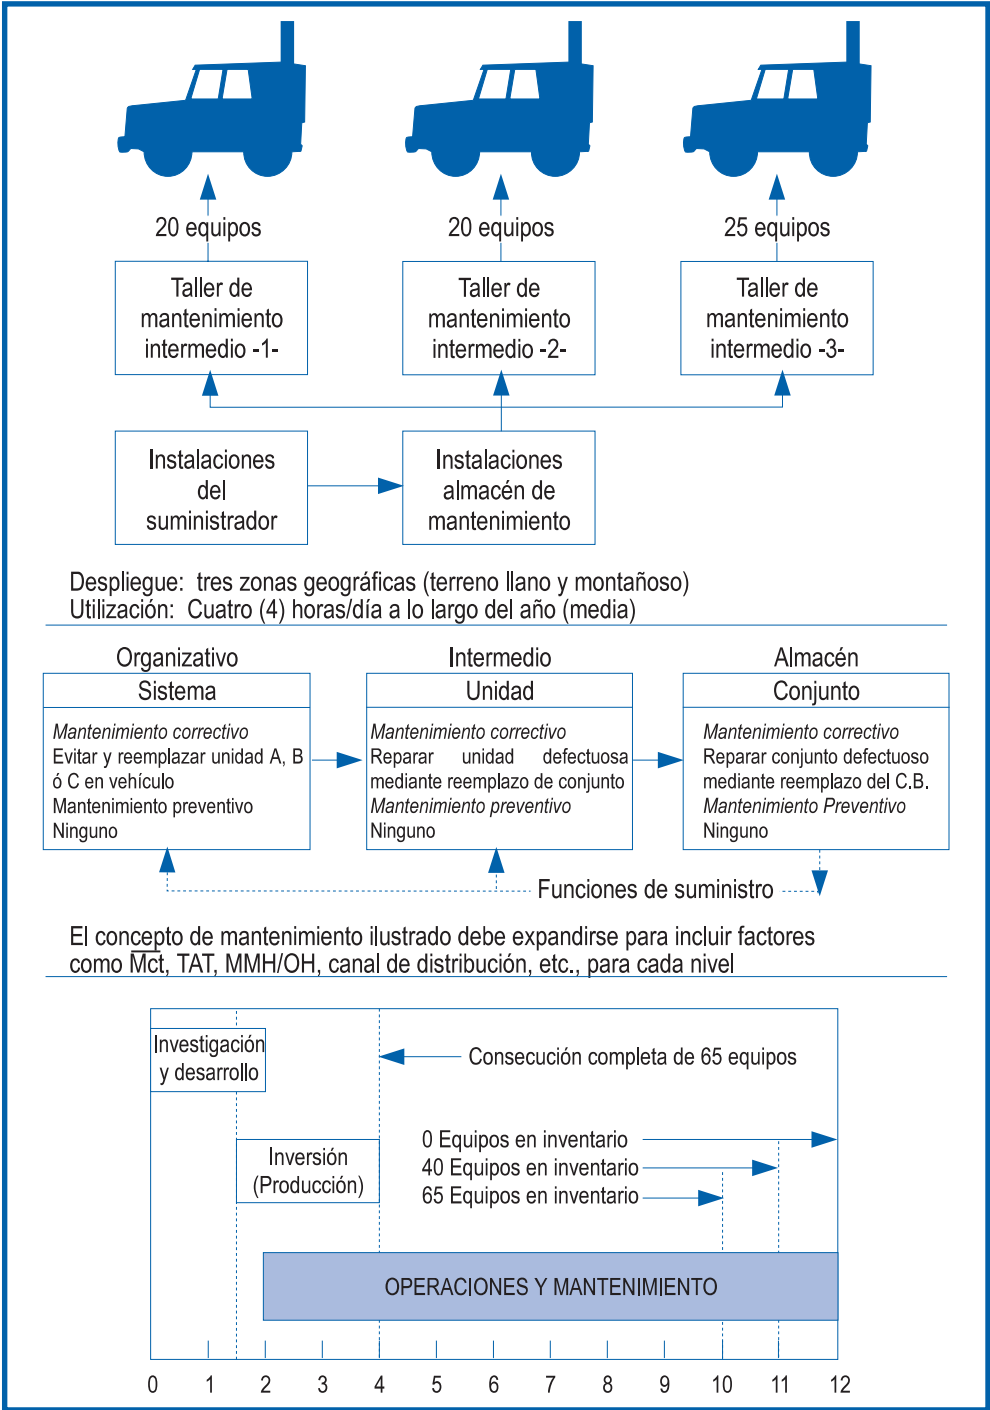 20 equipos
20 equipos
25 equipos
Taller de
mantenimiento
intermedio -1-
Taller de
mantenimiento
intermedio -2-
Taller de
mantenimiento
intermedio -3-
Instalaciones
del
suministrador
Instalaciones
almacén de
mantenimiento
Despliegue: tres zonas geográficas (terreno llano y montañoso)
Utilización: Cuatro (4) horas/día a lo largo del año (media)
Organizativo
Sistema
Mantenimiento correctivo
Evitar y reemplazar unidad A, B
ó C en vehículo
Mantenimiento preventivo
Ninguno
Intermedio
Unidad
Mantenimiento correctivo
Reparar unidad defectuosa
mediante reemplazo de conjunto
Mantenimiento preventivo
Ninguno
Almacén
Conjunto
Mantenimiento correctivo
Reparar conjunto defectuoso
mediante reemplazo del C.B.
Mantenimiento Preventivo
Ninguno
Funciones de suministro
El concepto de mantenimiento ilustrado debe expandirse para incluir factores
como M̅c̅t̅, TAT, MMH/OH, canal de distribución, etc., para cada nivel
Investigación
y desarrollo
Consecución completa de 65 equipos
Inversión
(Producción)
0 Equipos en inventario
40 Equipos en inventario
65 Equipos en inventario
OPERACIONES Y MANTENIMIENTO
0 1 2 3 4 5 6 7 8 9 10 11 12